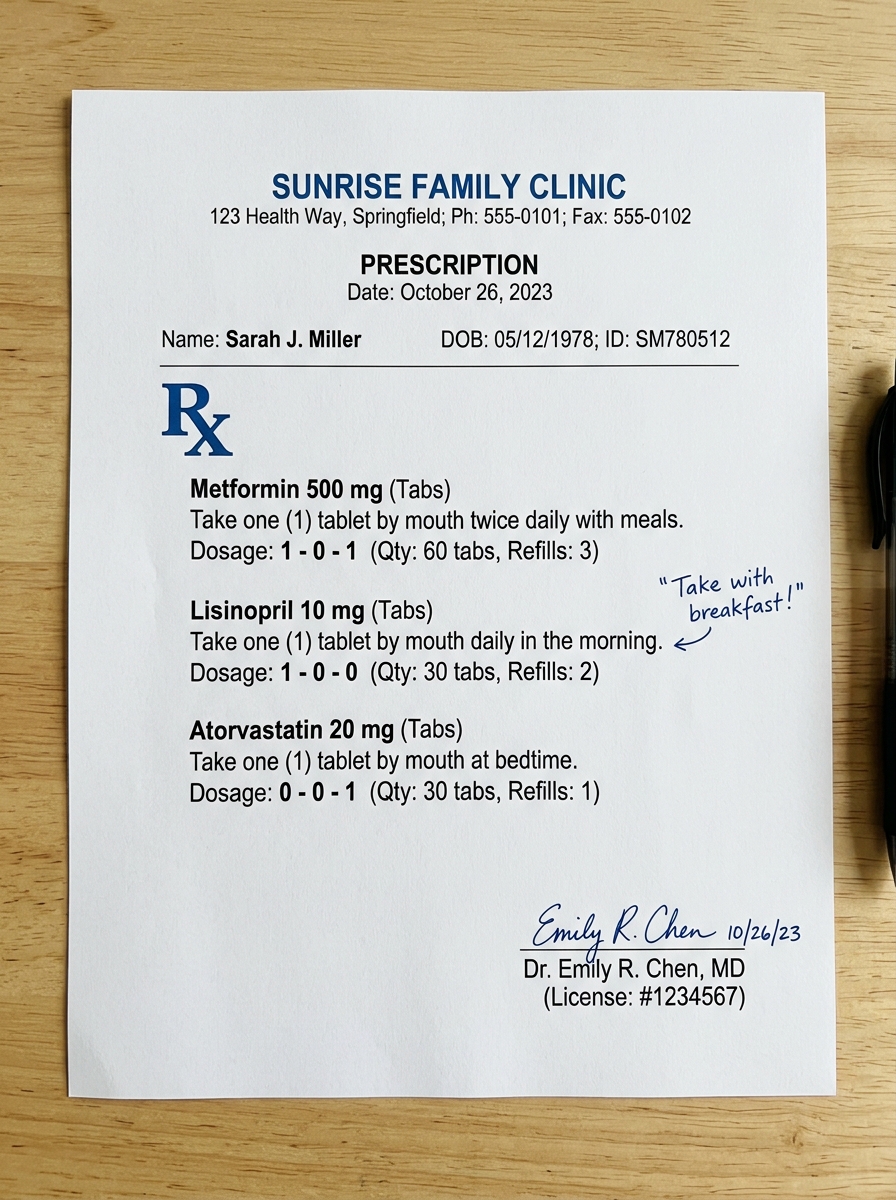 SUNRISE FAMILY CLINIC
123 Health Way, Springfield; Ph: 555-0101; Fax: 555-0102
PRESCRIPTION
Date: October 26, 2023
Name: Sarah J. Miller DOB: 05/12/1978; ID: SM780512
Rx
Metformin 500 mg (Tabs)
Take one (1) tablet by mouth twice daily with meals.
Dosage: 1 - 0 - 1 (Qty: 60 tabs, Refills: 3)
"Take with
breakfast!"
Lisinopril 10 mg (Tabs)
Take one (1) tablet by mouth daily in the morning.
Dosage: 1 - 0 - 0 (Qty: 30 tabs, Refills: 2)
Atorvastatin 20 mg (Tabs)
Take one (1) tablet by mouth at bedtime.
Dosage: 0 - 0 - 1 (Qty: 30 tabs, Refills: 1)
Emily R. Chen 10/26/23
Dr. Emily R. Chen, MD
(License: #1234567)